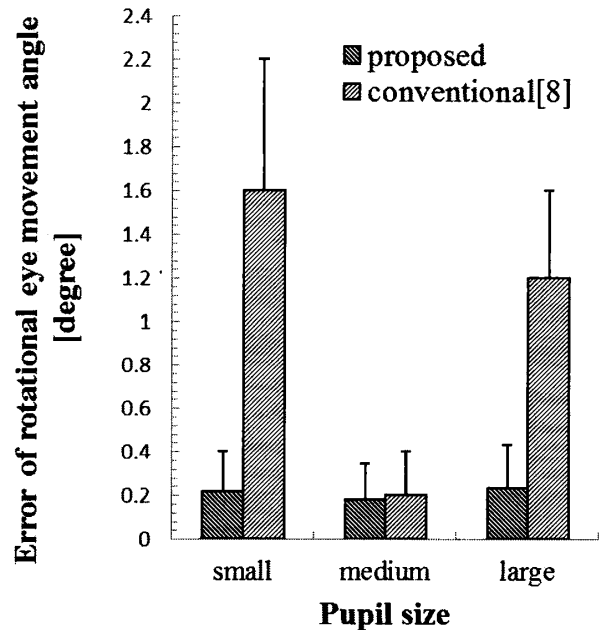 Error of rotational eye movement angle
[degree]
2.4
2.2
2
1.8
1.6
1.4
1.2
1
0.8
0.6
0.4
0.2
0
proposed
conventional[8]
small medium large
Pupil size